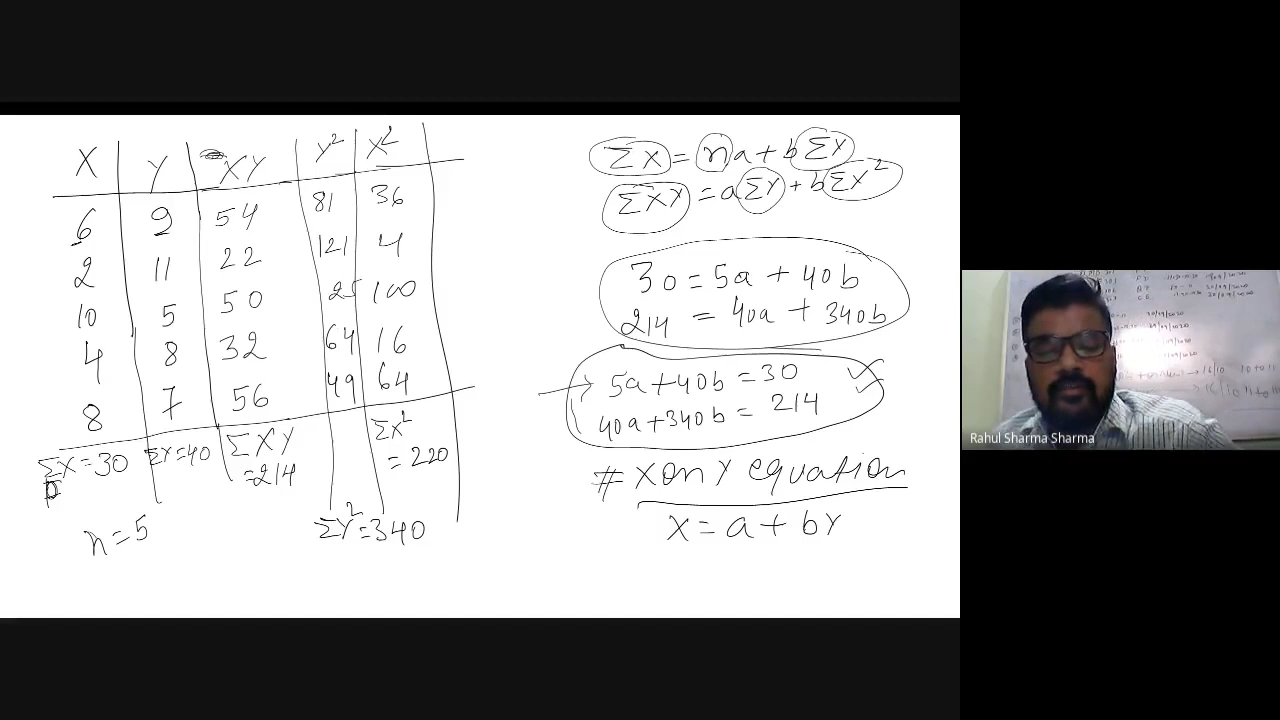 X Y XY Y² X²
6 9 54 81 36
2 11 22 121 4
10 5 50 25 100
4 8 32 64 16
8 7 56 49 64
ΣX=30 ΣY=40 ΣXY =214 ΣY²=340 ΣX² =220
n=5
ΣX = na+bΣY
ΣXY = aΣY+bΣX²
30=5a+40b
214 = 40a+340b
5a+40b=30
40a+340b=214
# X on Y equation
X=a+bY
Rahul Sharma Sharma